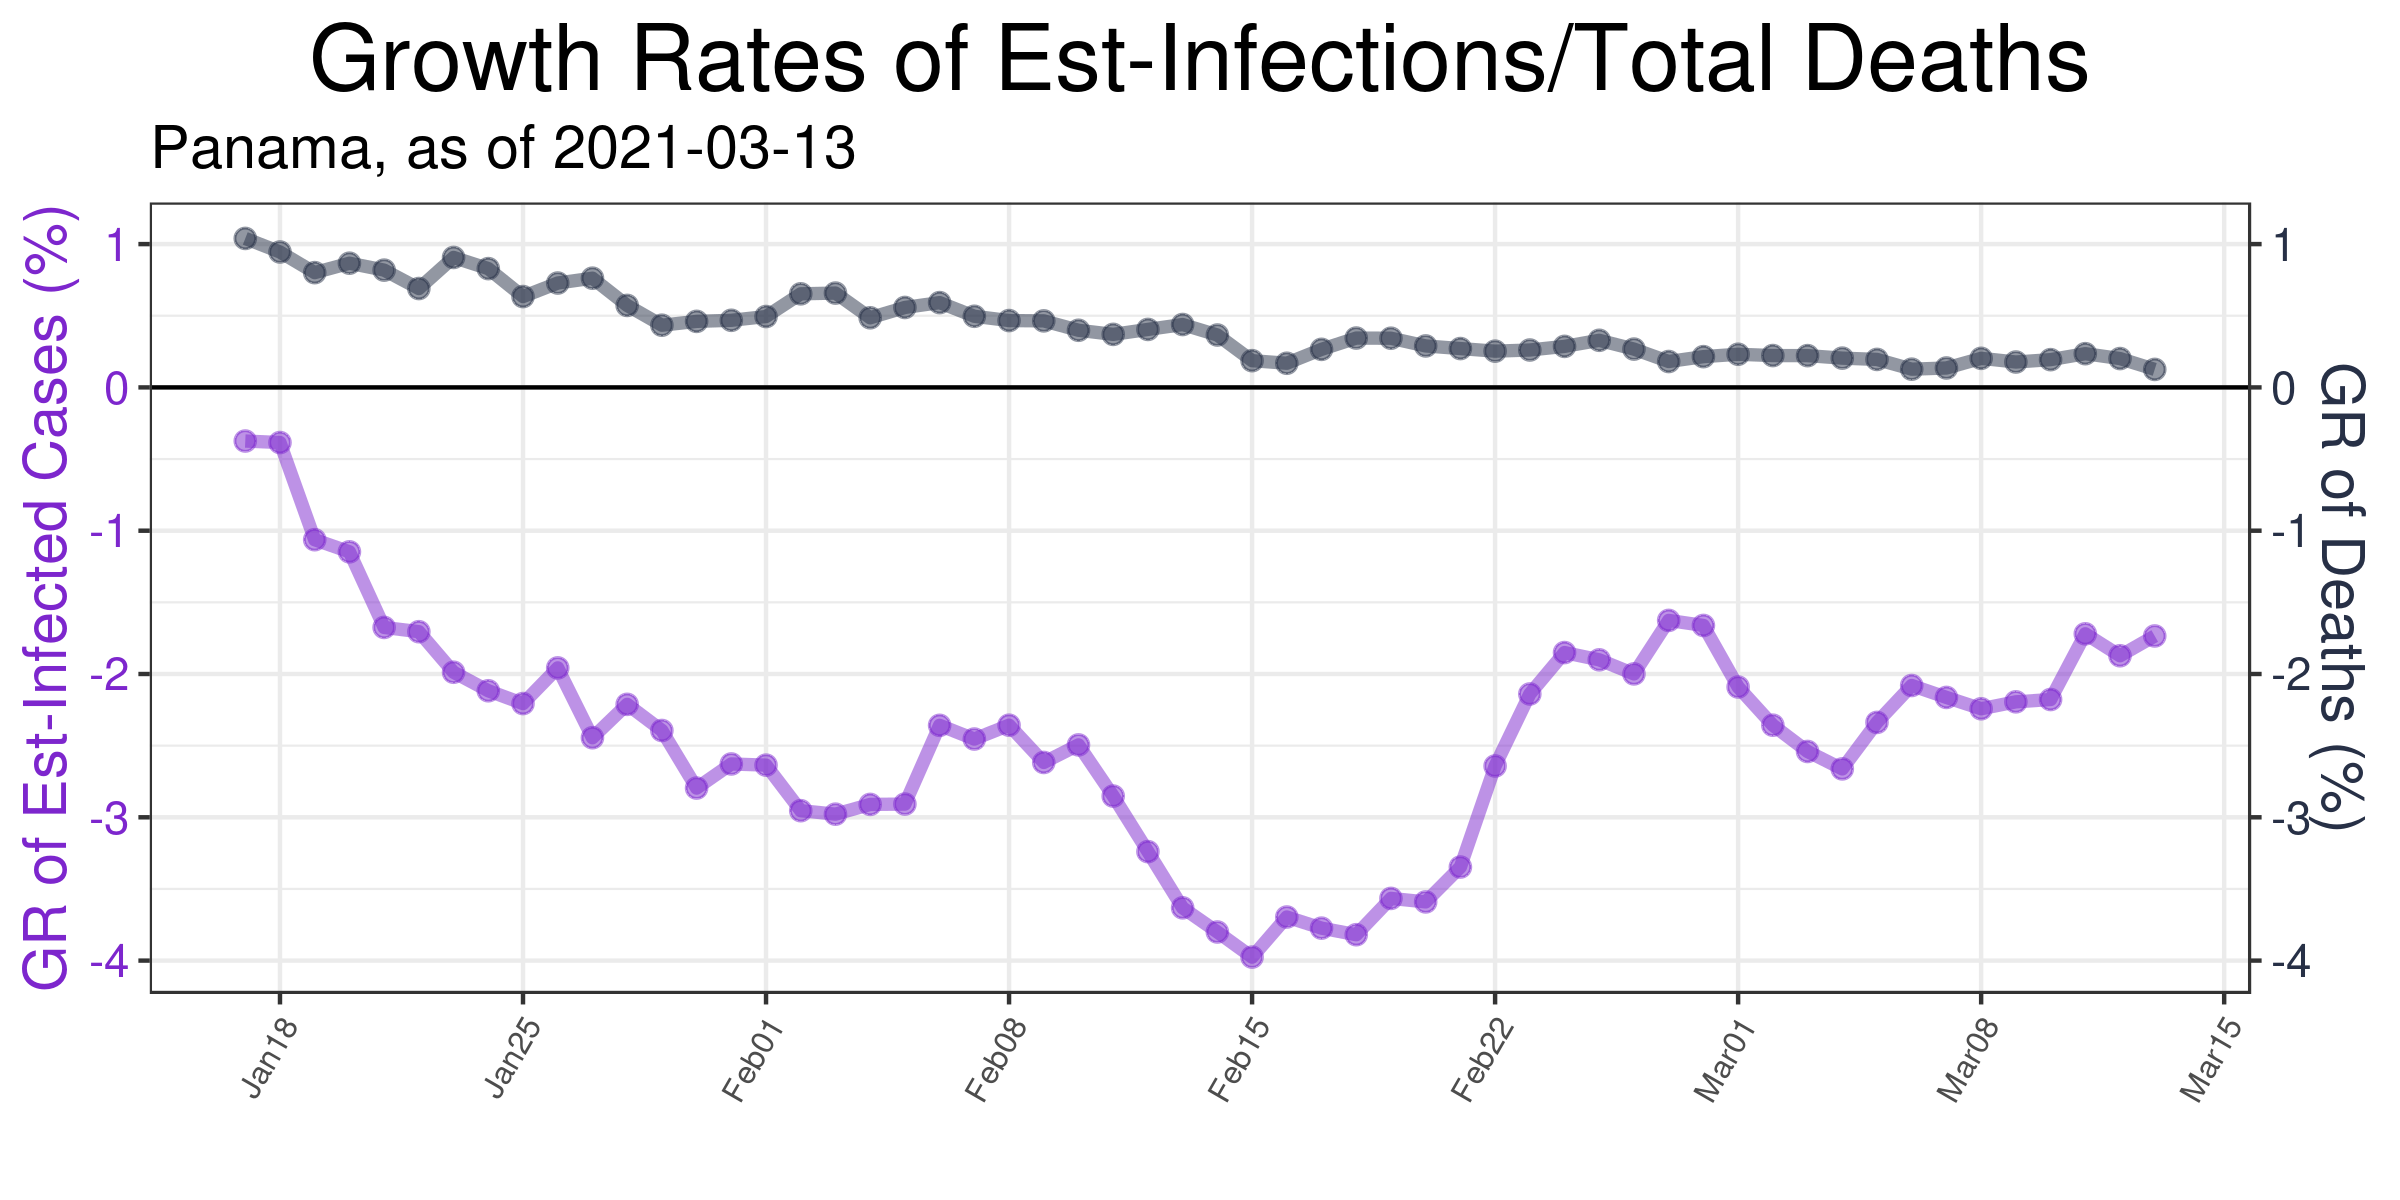 Growth Rates of Est-Infections/Total Deaths
Panama, as of 2021-03-13
GR of Est-Infected Cases (%)
1
0
-1
-2
-3
-4
1
0
-1
-2
-3
-4
GR of Deaths (%)
Jan18
Jan25
Feb01
Feb08
Feb15
Feb22
Mar01
Mar08
Mar15